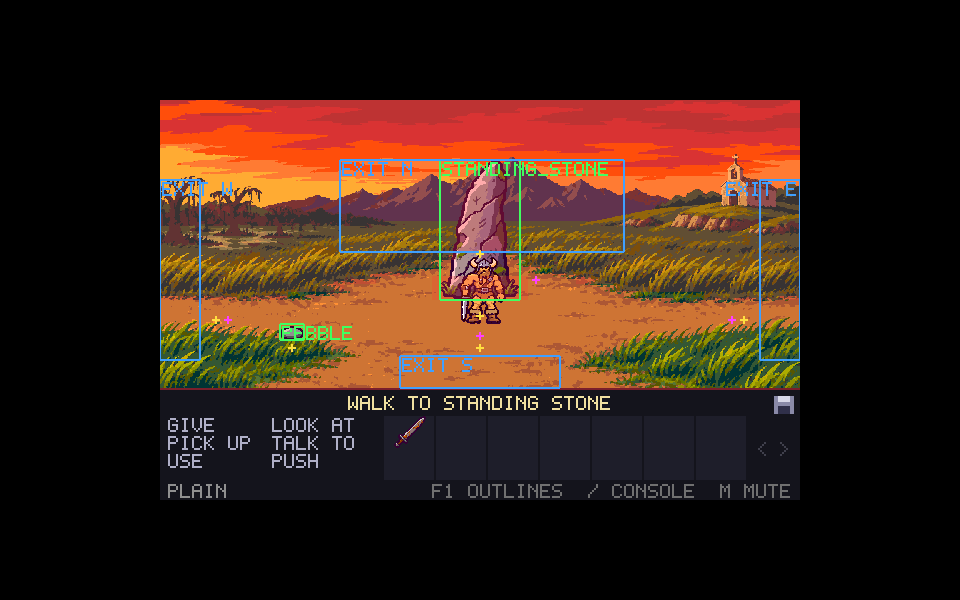 EXIT N STANDING_STONE
EXIT W
EXIT E
PEBBLE
EXIT S
WALK TO STANDING STONE
GIVE LOOK AT
PICK UP TALK TO
USE PUSH
PLAIN F1 OUTLINES / CONSOLE M MUTE